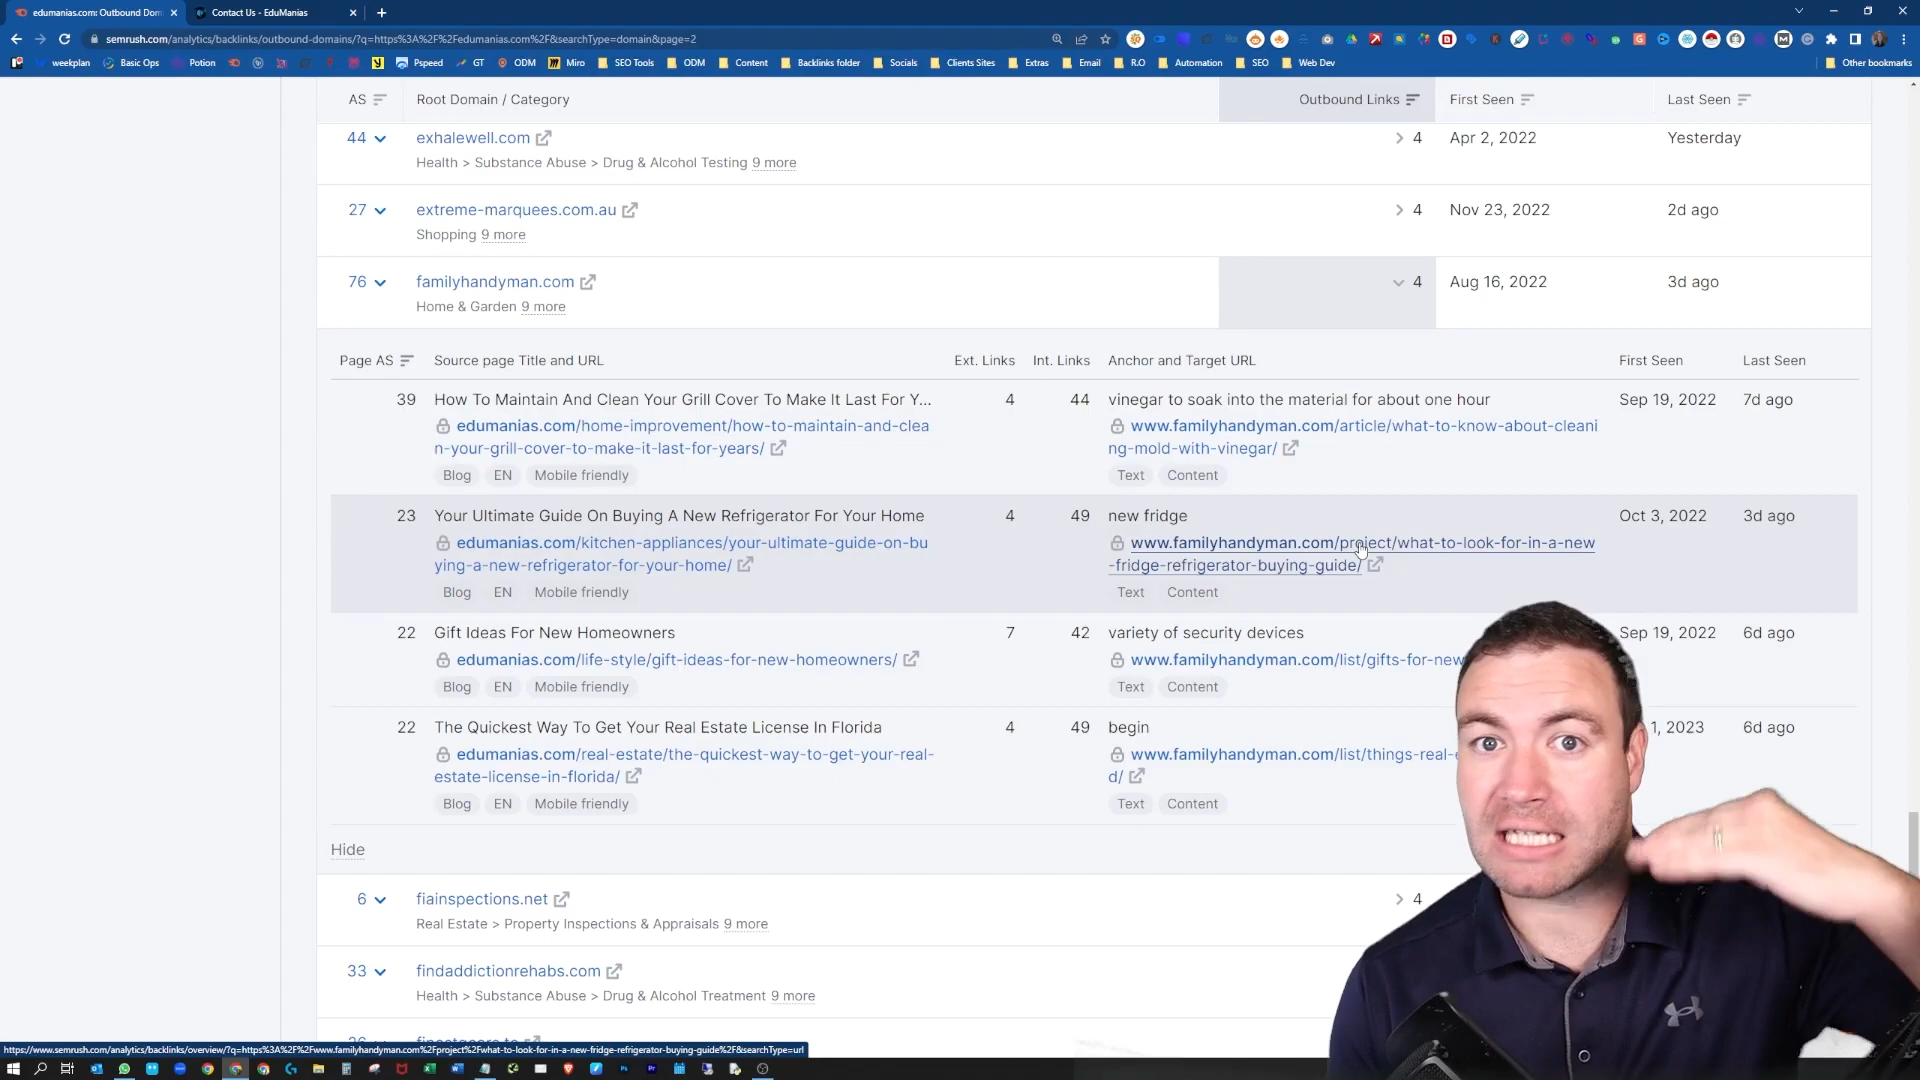 edumanias.com: Outbound Dom
Contact Us - EduManias
semrush.com/analytics/backlinks/outbound-domains/?q=https%3A%2F%2Fedumanias.com%2F&searchType=domain&page=2
weekplan
Basic Ops
Potion
Pspeed
GT
ODM
Miro
SEO Tools
ODM
Content
Backlinks folder
Socials
Clients Sites
Extras
Email
R.O
Automation
SEO
Web Dev
Other bookmarks
AS
Root Domain / Category
Outbound Links
First Seen
Last Seen
44
exhalewell.com
4
Apr 2, 2022
Yesterday
Health > Substance Abuse > Drug & Alcohol Testing 9 more
27
extreme-marquees.com.au
4
Nov 23, 2022
2d ago
Shopping 9 more
76
familyhandyman.com
4
Aug 16, 2022
3d ago
Home & Garden 9 more
Page AS
Source page Title and URL
Ext. Links
Int. Links
Anchor and Target URL
First Seen
Last Seen
39
How To Maintain And Clean Your Grill Cover To Make It Last For Y...
4
44
vinegar to soak into the material for about one hour
Sep 19, 2022
7d ago
edumanias.com/home-improvement/how-to-maintain-and-clea
n-your-grill-cover-to-make-it-last-for-years/
www.familyhandyman.com/article/what-to-know-about-cleani
ng-mold-with-vinegar/
Blog
EN
Mobile friendly
Text
Content
23
Your Ultimate Guide On Buying A New Refrigerator For Your Home
4
49
new fridge
Oct 3, 2022
3d ago
edumanias.com/kitchen-appliances/your-ultimate-guide-on-bu
ying-a-new-refrigerator-for-your-home/
www.familyhandyman.com/project/what-to-look-for-in-a-new
-fridge-refrigerator-buying-guide/
Blog
EN
Mobile friendly
Text
Content
22
Gift Ideas For New Homeowners
7
42
variety of security devices
Sep 19, 2022
6d ago
edumanias.com/life-style/gift-ideas-for-new-homeowners/
www.familyhandyman.com/list/gifts-for-new
Blog
EN
Mobile friendly
Text
Content
22
The Quickest Way To Get Your Real Estate License In Florida
4
49
begin
1, 2023
6d ago
edumanias.com/real-estate/the-quickest-way-to-get-your-real-
estate-license-in-florida/
www.familyhandyman.com/list/things-real-
d/
Blog
EN
Mobile friendly
Text
Content
Hide
6
fiainspections.net
4
Real Estate > Property Inspections & Appraisals 9 more
33
findaddictionrehabs.com
Health > Substance Abuse > Drug & Alcohol Treatment 9 more
https://www.semrush.com/analytics/backlinks/overview/?q=https%3A%2F%2Fwww.familyhandyman.com%2Fproject%2Fwhat-to-look-for-in-a-new-fridge-refrigerator-buying-guide%2F&searchType=url